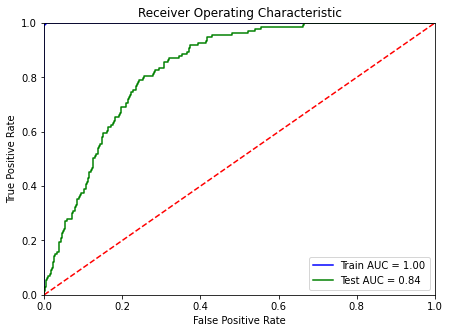 Receiver Operating Characteristic
True Positive Rate
1.0
0.8
0.6
0.4
0.2
0.0
Train AUC = 1.00
Test AUC = 0.84
0.0 0.2 0.4 0.6 0.8 1.0
False Positive Rate